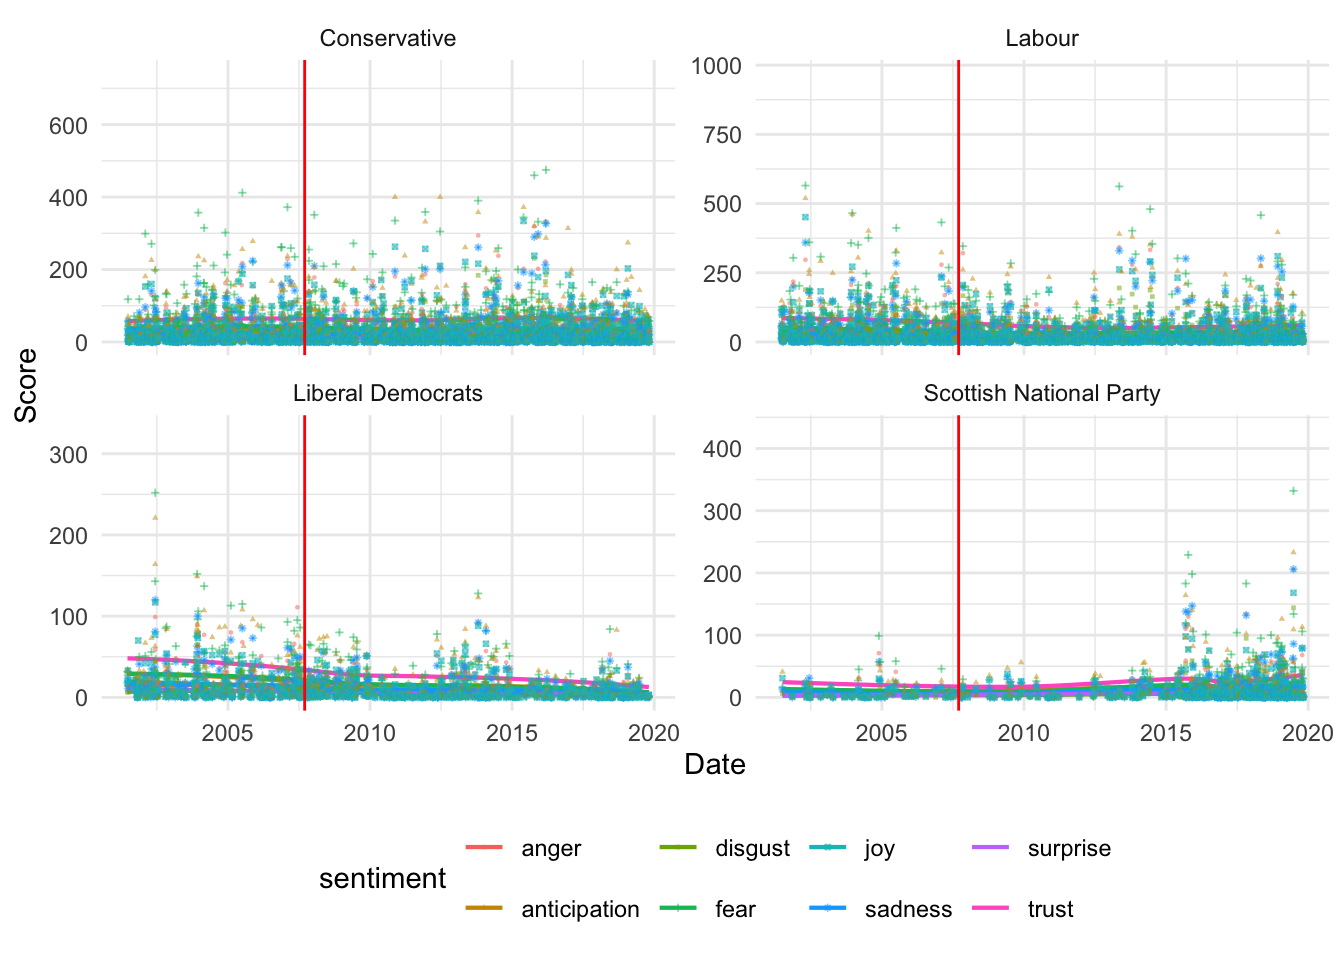 Conservative
Labour
600
400
200
0
1000
750
500
250
0
Score
Liberal Democrats
Scottish National Party
300
200
100
0
400
300
200
100
0
2005 2010 2015 2020
2005 2010 2015 2020
Date
sentiment
anger disgust joy surprise
anticipation fear sadness trust